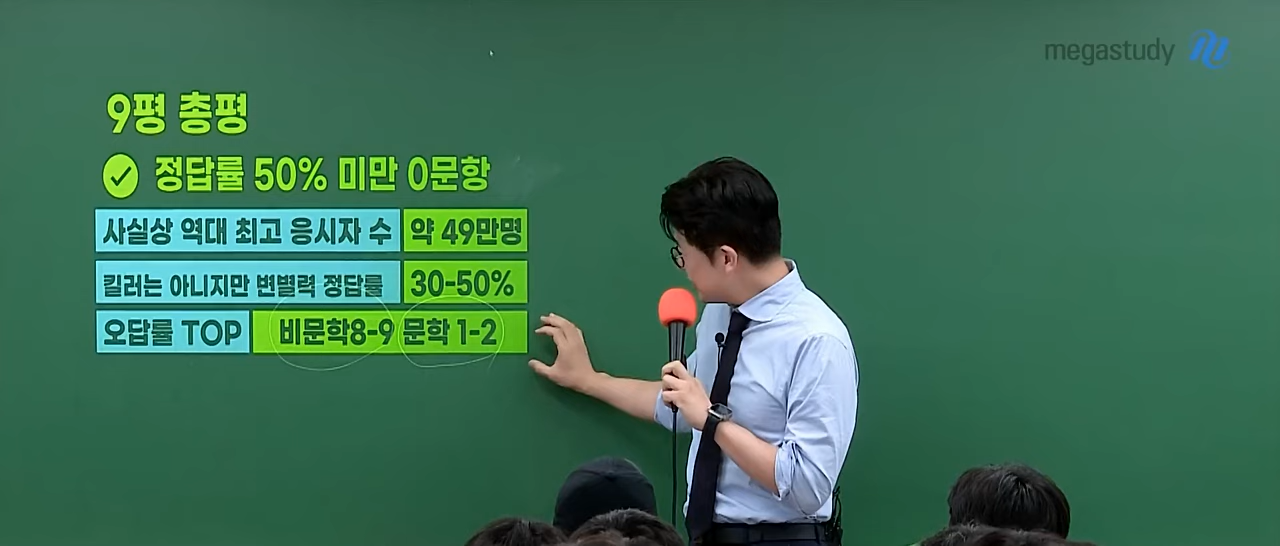 megastudy
9평 총평
정답률 50% 미만 0문항
사실상 역대 최고 응시자 수 약 49만명
킬러는 아니지만 변별력 정답률 30-50%
오답률 TOP 비문학8-9 문학 1-2